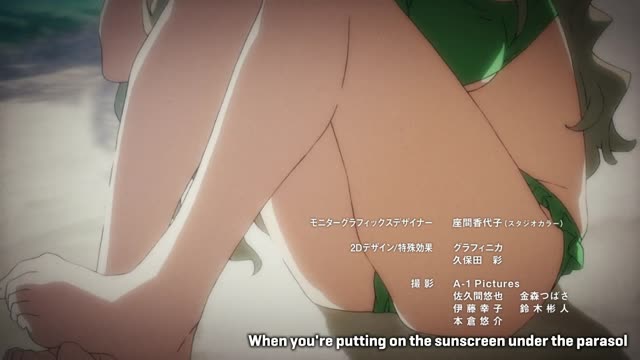 モニターグラフィックスデザイナー 座間香代子(スタジオカラー)
2Dデザイン/特殊効果 グラフィニカ
久保田 彩
撮影 A-1 Pictures
佐久間悠也 金森つばさ
伊藤幸子 鈴木彬人
本倉悠介
When you're putting on the sunscreen under the parasol